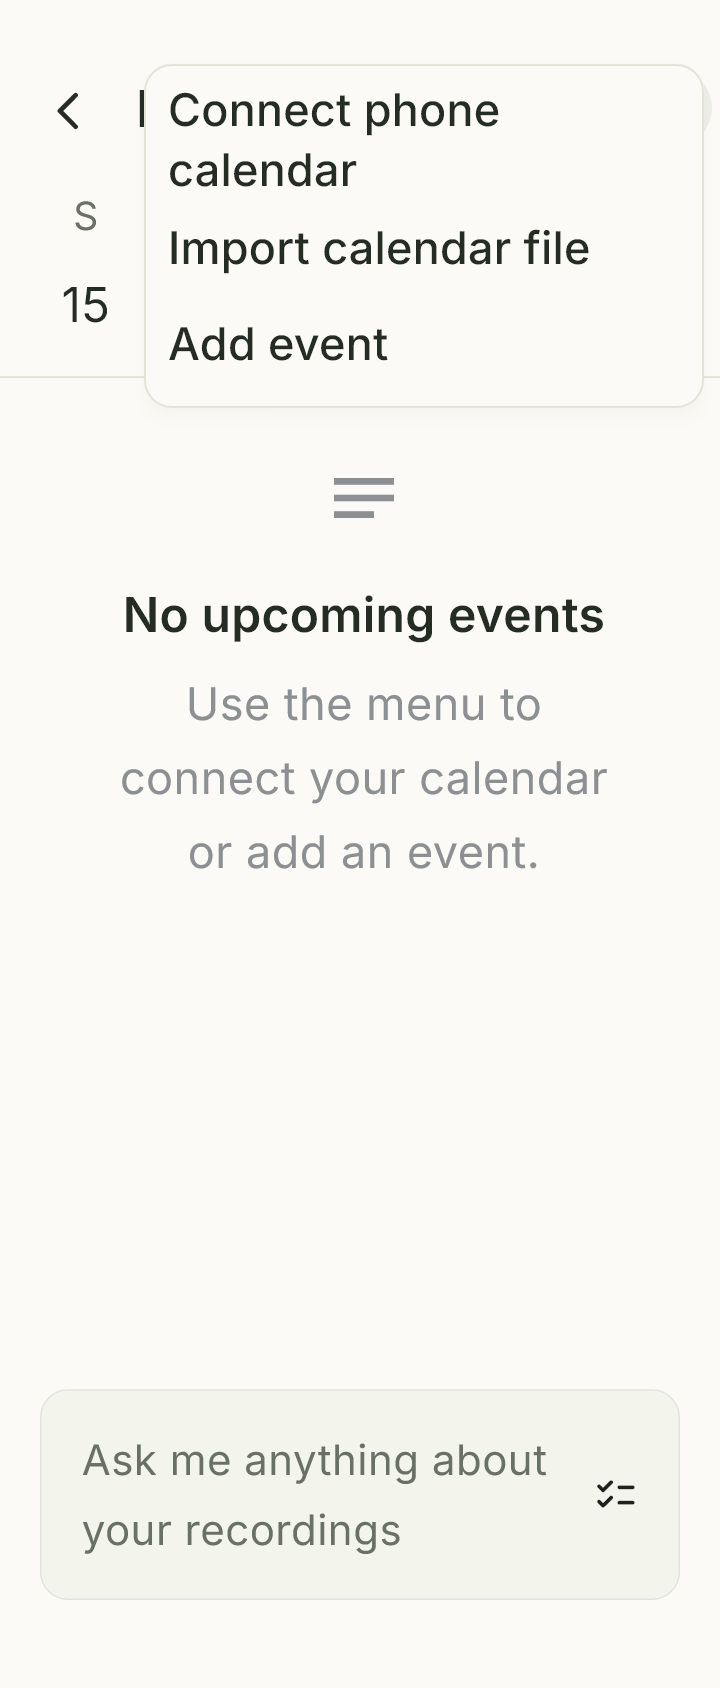 Connect phone
calendar
S
Import calendar file
15
Add event
No upcoming events
Use the menu to
connect your calendar
or add an event.
Ask me anything about
your recordings